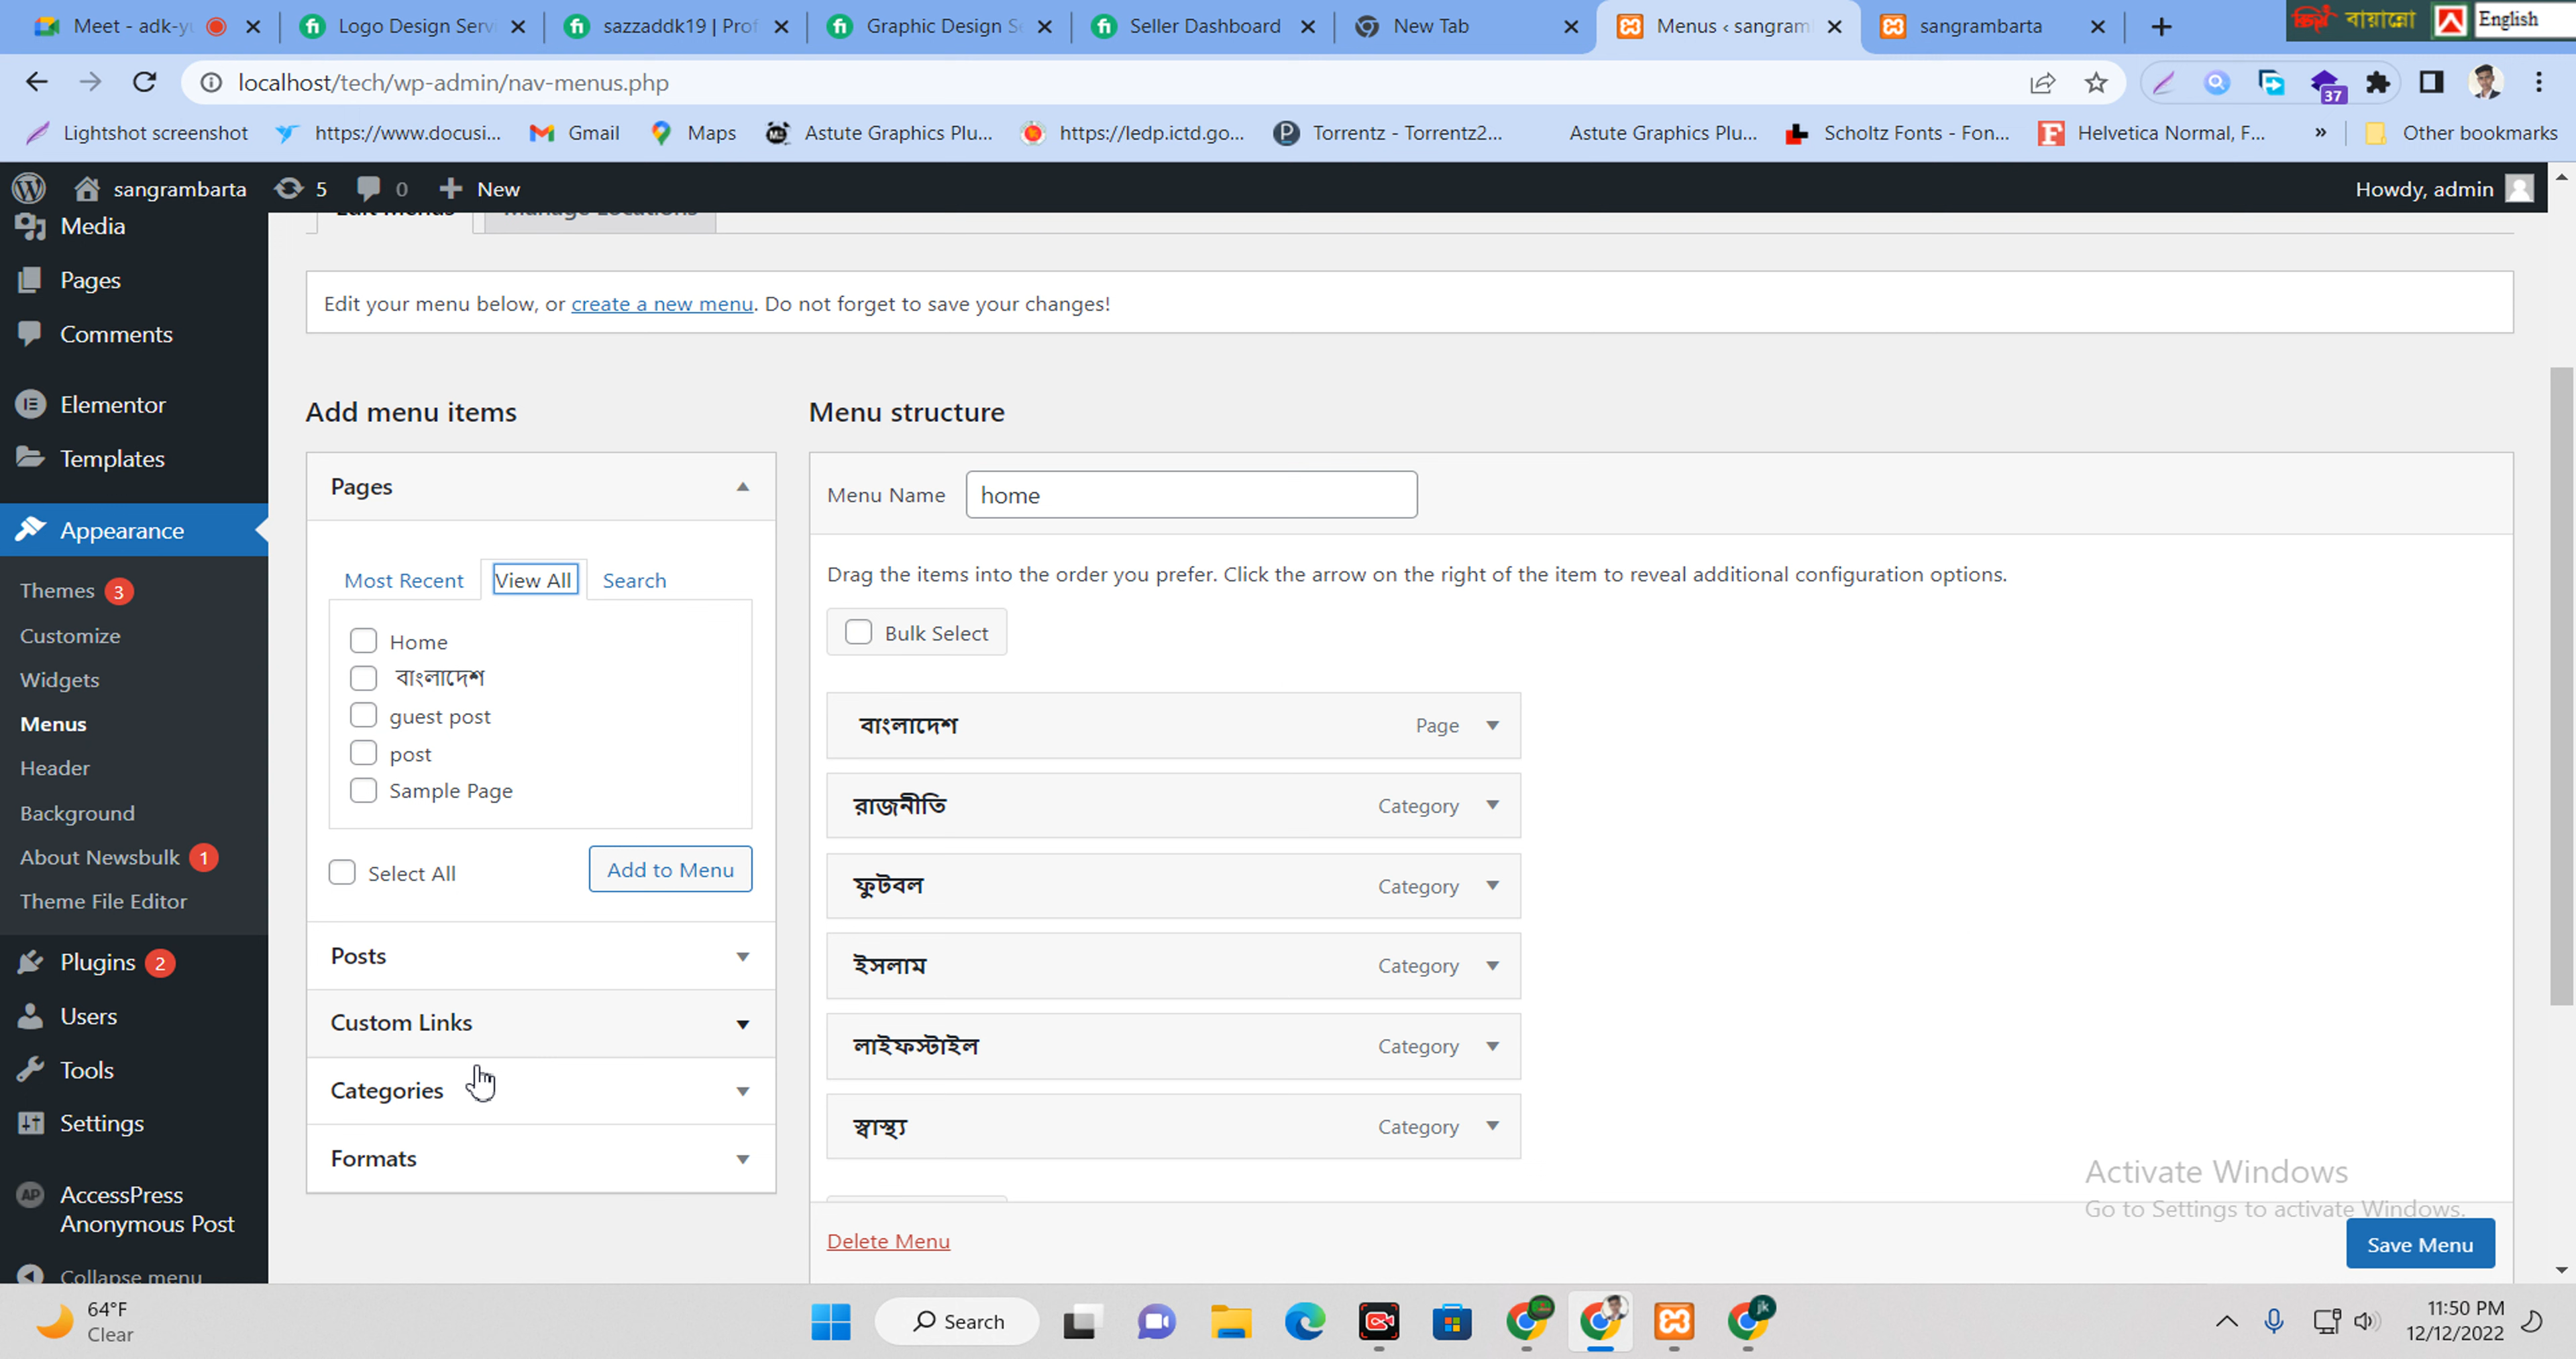 Meet - adk-yu
Logo Design Serv
sazzaddk19 | Prof
Graphic Design Se
Seller Dashboard
New Tab
Menus ‹ sangram
sangrambarta
বায়ান্নো
English
localhost/tech/wp-admin/nav-menus.php
37
Lightshot screenshot
https://www.docusi...
Gmail
Maps
Astute Graphics Plu...
https://ledp.ictd.go...
Torrentz - Torrentz2...
Astute Graphics Plu...
Scholtz Fonts - Fon...
Helvetica Normal, F...
»
Other bookmarks
sangrambarta
5
0
New
Howdy, admin
Media
Pages
Comments
Elementor
Templates
Appearance
Themes 3
Customize
Widgets
Menus
Header
Background
About Newsbulk 1
Theme File Editor
Plugins 2
Users
Tools
Settings
AccessPress
Anonymous Post
Collapse menu
Edit Menus
Manage Locations
Edit your menu below, or create a new menu. Do not forget to save your changes!
Add menu items
Pages
Most Recent
View All
Search
Home
বাংলাদেশ
guest post
post
Sample Page
Select All
Add to Menu
Posts
Custom Links
Categories
Formats
Menu structure
Menu Name
home
Drag the items into the order you prefer. Click the arrow on the right of the item to reveal additional configuration options.
Bulk Select
বাংলাদেশ Page
রাজনীতি Category
ফুটবল Category
ইসলাম Category
লাইফস্টাইল Category
স্বাস্থ্য Category
Delete Menu
Save Menu
Activate Windows
Go to Settings to activate Windows.
64°F
Clear
Search
jk
11:50 PM
12/12/2022